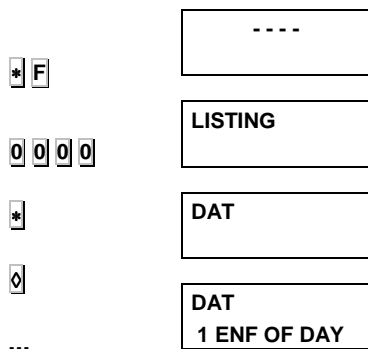 - - - -
* F
LISTING
0 0 0 0
* DAT
◊
DAT
1 ENF OF DAY
...